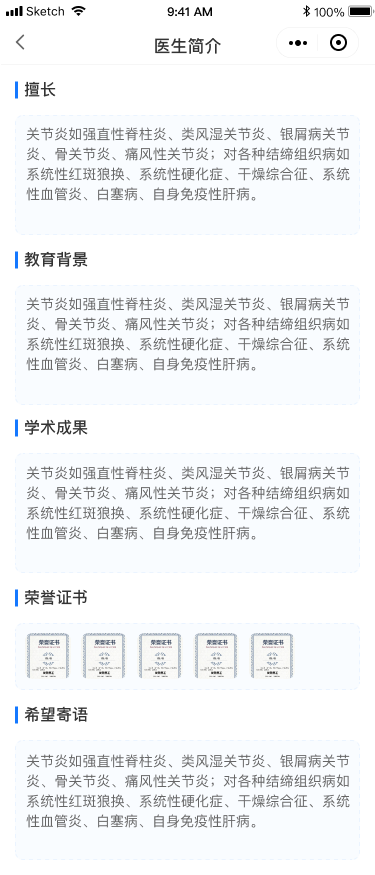 Sketch
9:41 AM
100%
医生简介
擅长
关节炎如强直性脊柱炎、类风湿关节炎、银屑病关节
炎、骨关节炎、痛风性关节炎；对各种结缔组织病如
系统性红斑狼换、系统性硬化症、干燥综合征、系统
性血管炎、白塞病、自身免疫性肝病。
教育背景
关节炎如强直性脊柱炎、类风湿关节炎、银屑病关节
炎、骨关节炎、痛风性关节炎；对各种结缔组织病如
系统性红斑狼换、系统性硬化症、干燥综合征、系统
性血管炎、白塞病、自身免疫性肝病。
学术成果
关节炎如强直性脊柱炎、类风湿关节炎、银屑病关节
炎、骨关节炎、痛风性关节炎；对各种结缔组织病如
系统性红斑狼换、系统性硬化症、干燥综合征、系统
性血管炎、白塞病、自身免疫性肝病。
荣誉证书
荣誉证书 荣誉证书 荣誉证书 荣誉证书 荣誉证书
希望寄语
关节炎如强直性脊柱炎、类风湿关节炎、银屑病关节
炎、骨关节炎、痛风性关节炎；对各种结缔组织病如
系统性红斑狼换、系统性硬化症、干燥综合征、系统
性血管炎、白塞病、自身免疫性肝病。